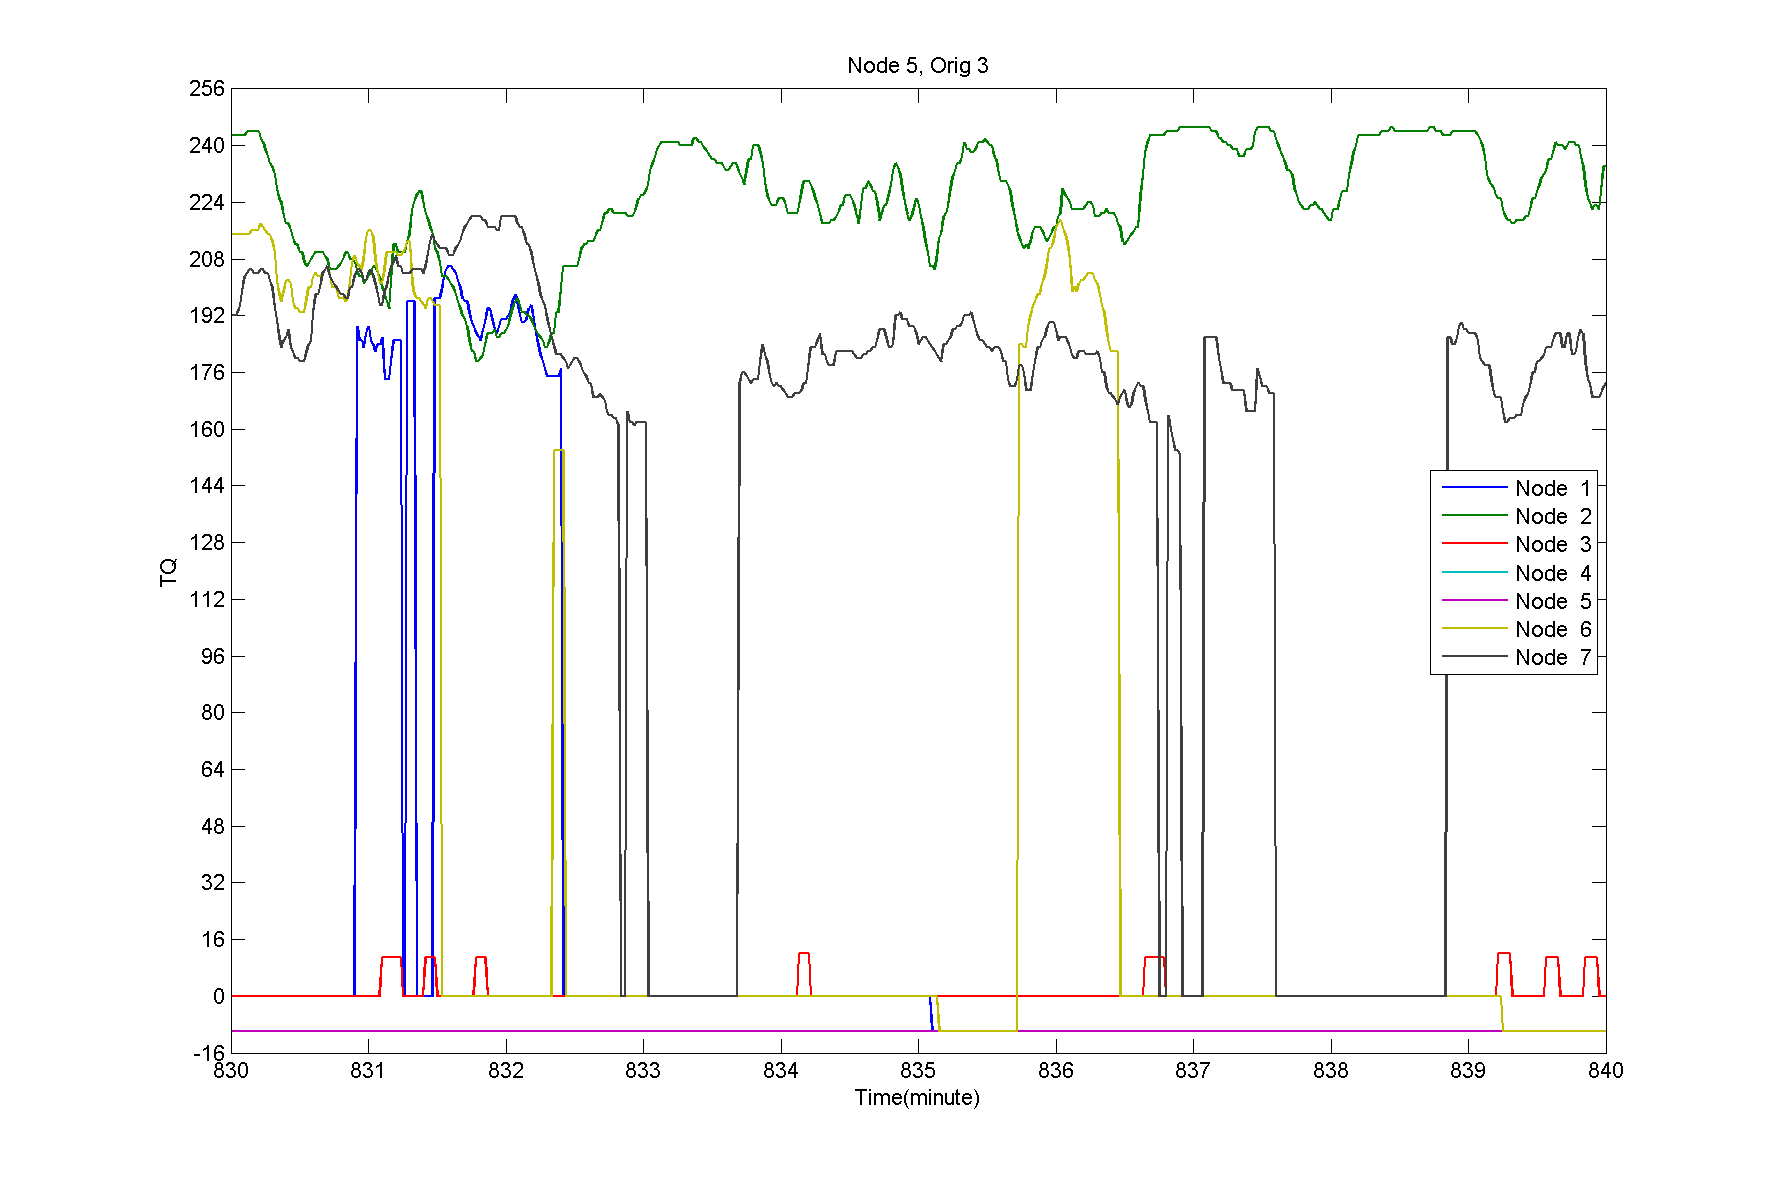 Node 5, Orig 3
256
240
224
208
192
176
160
144
128
112
96
80
64
48
32
16
0
-16
TQ
830 831 832 833 834 835 836 837 838 839 840
Time(minute)
Node 1
Node 2
Node 3
Node 4
Node 5
Node 6
Node 7